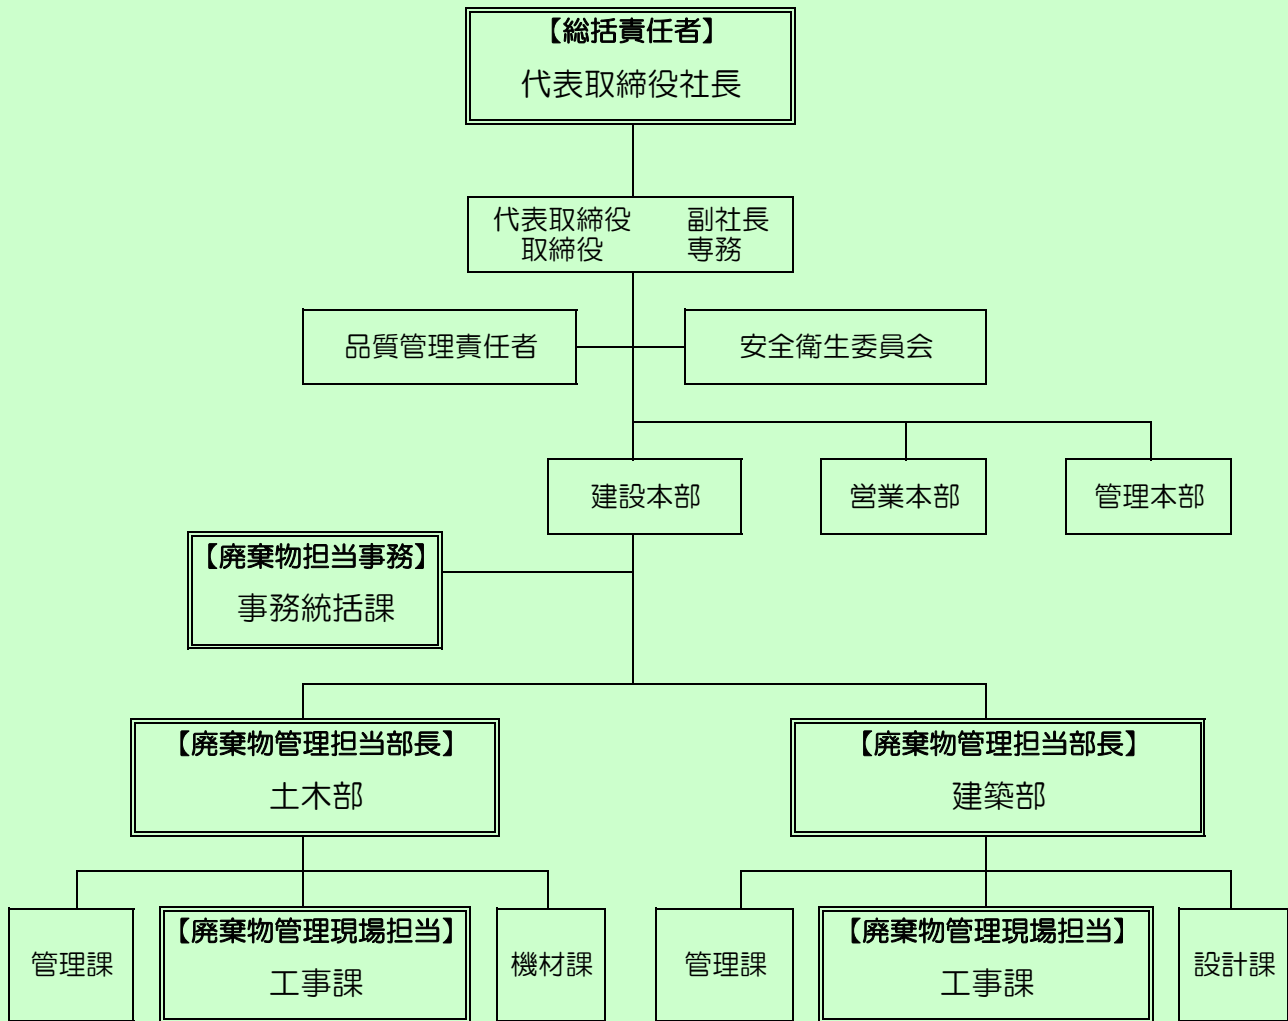 【総括責任者】
代表取締役社長
代表取締役 副社長
取締役 専務
品質管理責任者
安全衛生委員会
建設本部
営業本部
管理本部
【廃棄物担当事務】
事務統括課
【廃棄物管理担当部長】
土木部
【廃棄物管理担当部長】
建築部
管理課
【廃棄物管理現場担当】
工事課
機材課
管理課
【廃棄物管理現場担当】
工事課
設計課